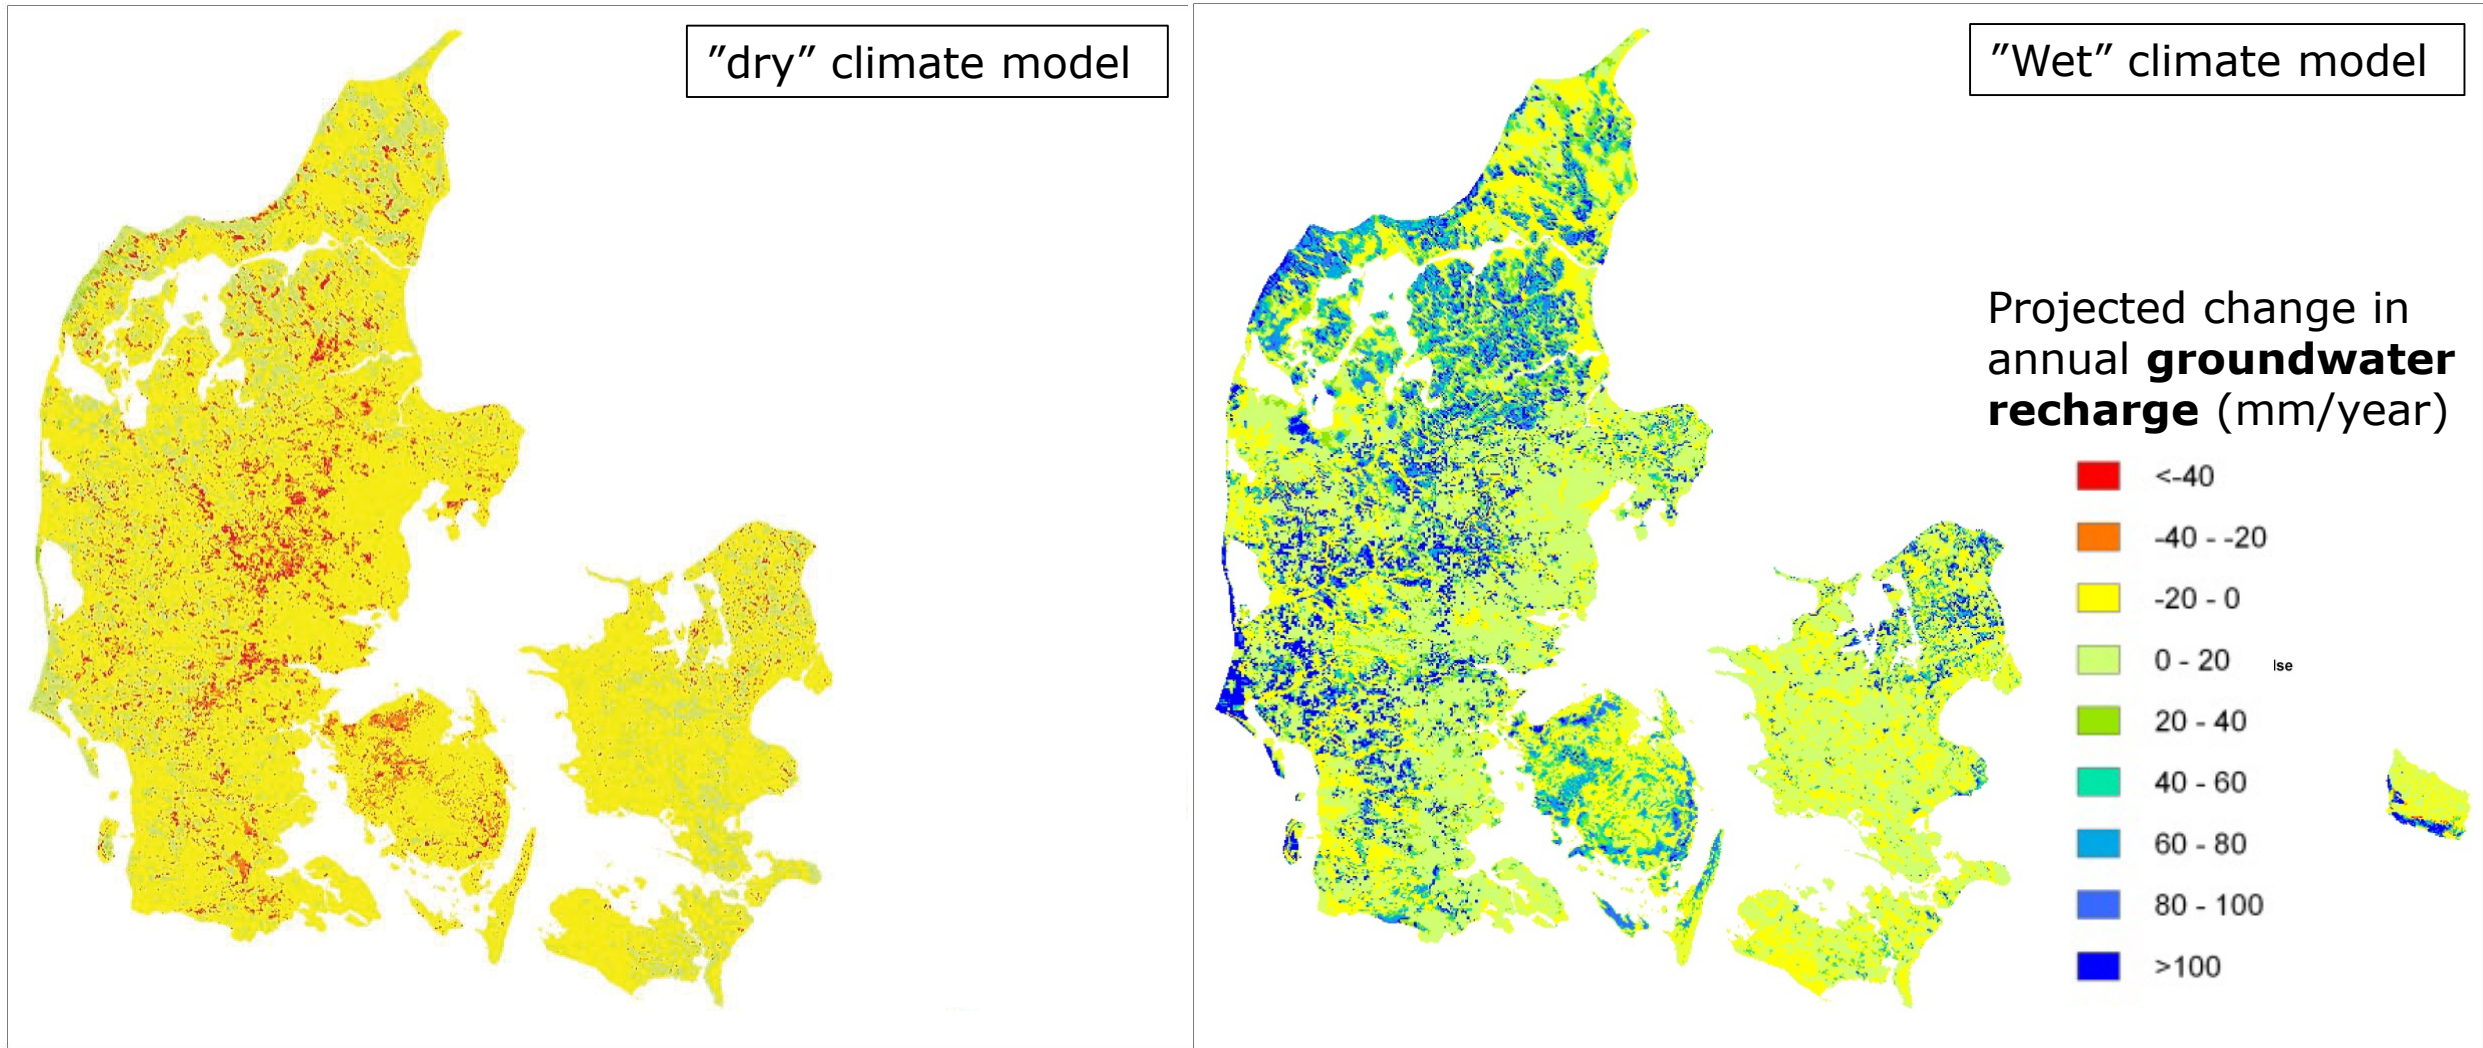 ”dry” climate model
”Wet” climate model
Projected change in
annual groundwater
recharge (mm/year)
<-40
-40 - -20
-20 - 0
0 - 20
lse
20 - 40
40 - 60
60 - 80
80 - 100
>100